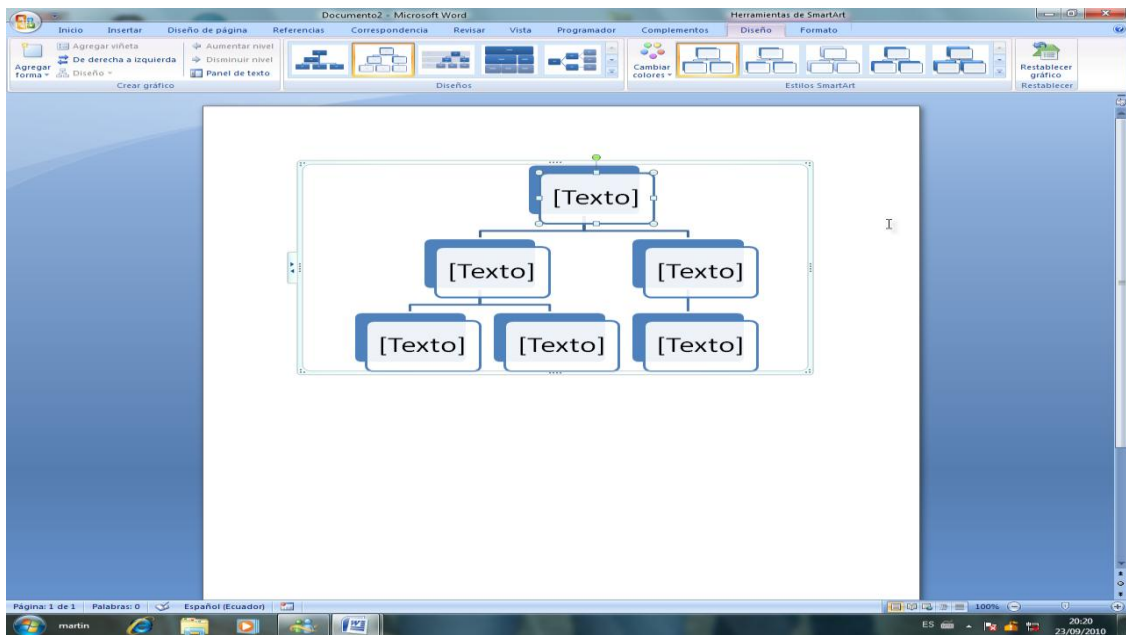 Documento2 - Microsoft Word
Herramientas de SmartArt
Inicio Insertar Diseño de página Referencias Correspondencia Revisar Vista Programador Complementos Diseño Formato
Agregar forma
Agregar viñeta
De derecha a izquierda
Diseño
Aumentar nivel
Disminuir nivel
Panel de texto
Crear gráfico
Diseños
Cambiar colores
Estilos SmartArt
Restablecer gráfico
Restablecer
[Texto]
[Texto] [Texto]
[Texto] [Texto] [Texto]
Página: 1 de 1 Palabras: 0 Español (Ecuador) 100%
martin ES 20:20
23/09/2010